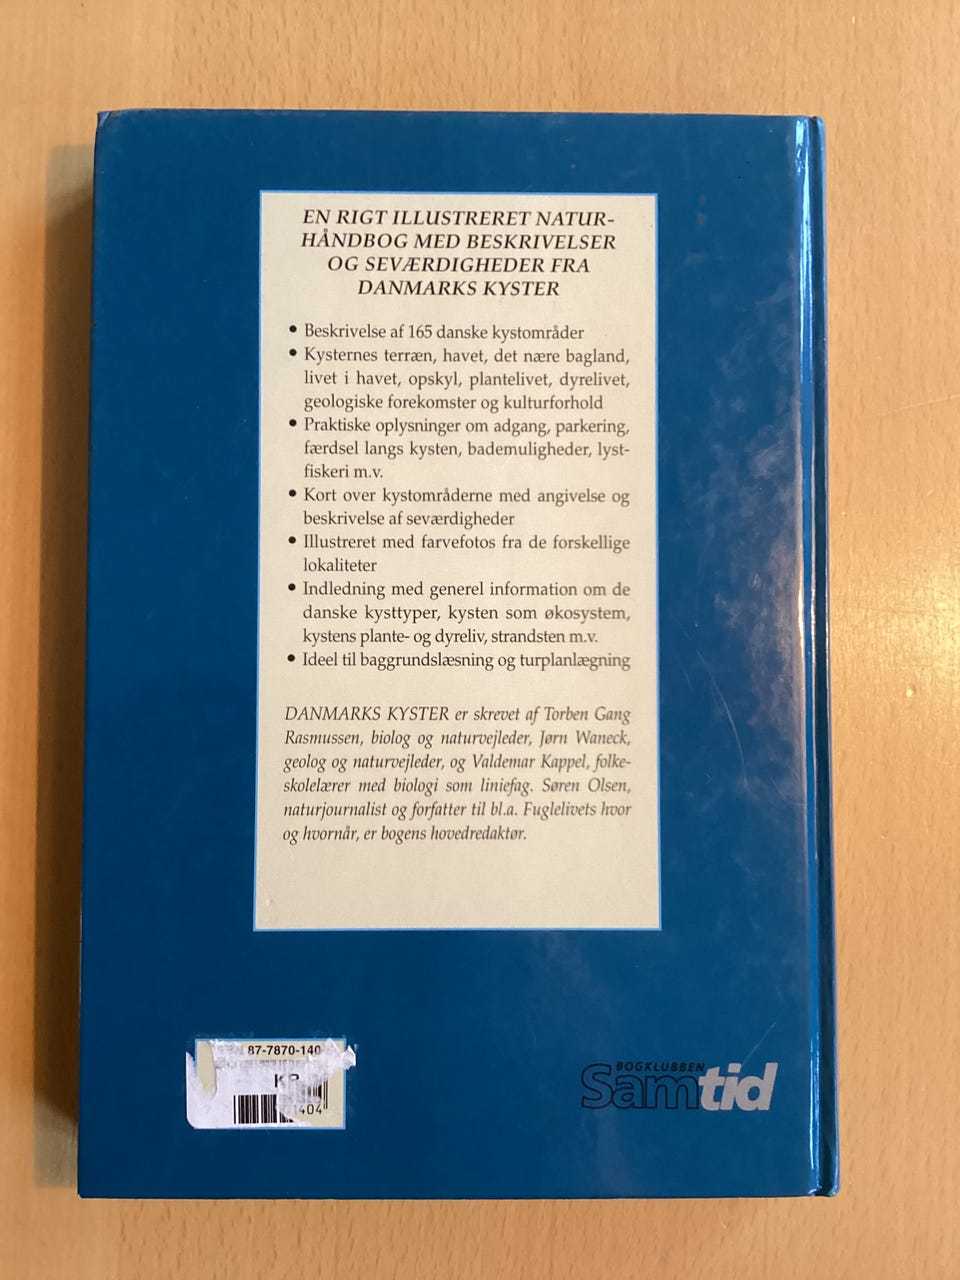 EN RIGT ILLUSTRERET NATUR-
HÅNDBOG MED BESKRIVELSER
OG SEVÆRDIGHEDER FRA
DANMARKS KYSTER
• Beskrivelse af 165 danske kystområder
• Kysternes terræn, havet, det nære bagland,
livet i havet, opskyl, plantelivet, dyrelivet,
geologiske forekomster og kulturforhold
• Praktiske oplysninger om adgang, parkering,
færdsel langs kysten, bademuligheder, lyst-
fiskeri m.v.
• Kort over kystområderne med angivelse og
beskrivelse af seværdigheder
• Illustreret med farvefotos fra de forskellige
lokaliteter
• Indledning med generel information om de
danske kysttyper, kysten som økosystem,
kystens plante- og dyreliv, strandsten m.v.
• Ideel til baggrundslæsning og turplanlægning
DANMARKS KYSTER er skrevet af Torben Gang
Rasmussen, biolog og naturvejleder, Jørn Waneck,
geolog og naturvejleder, og Valdemar Kappel, folke-
skolelærer med biologi som liniefag. Søren Olsen,
naturjournalist og forfatter til bl.a. Fuglelivets hvor
og hvornår, er bogens hovedredaktør.
87-7870-140
1404
BOGKLUBBEN
Samtid